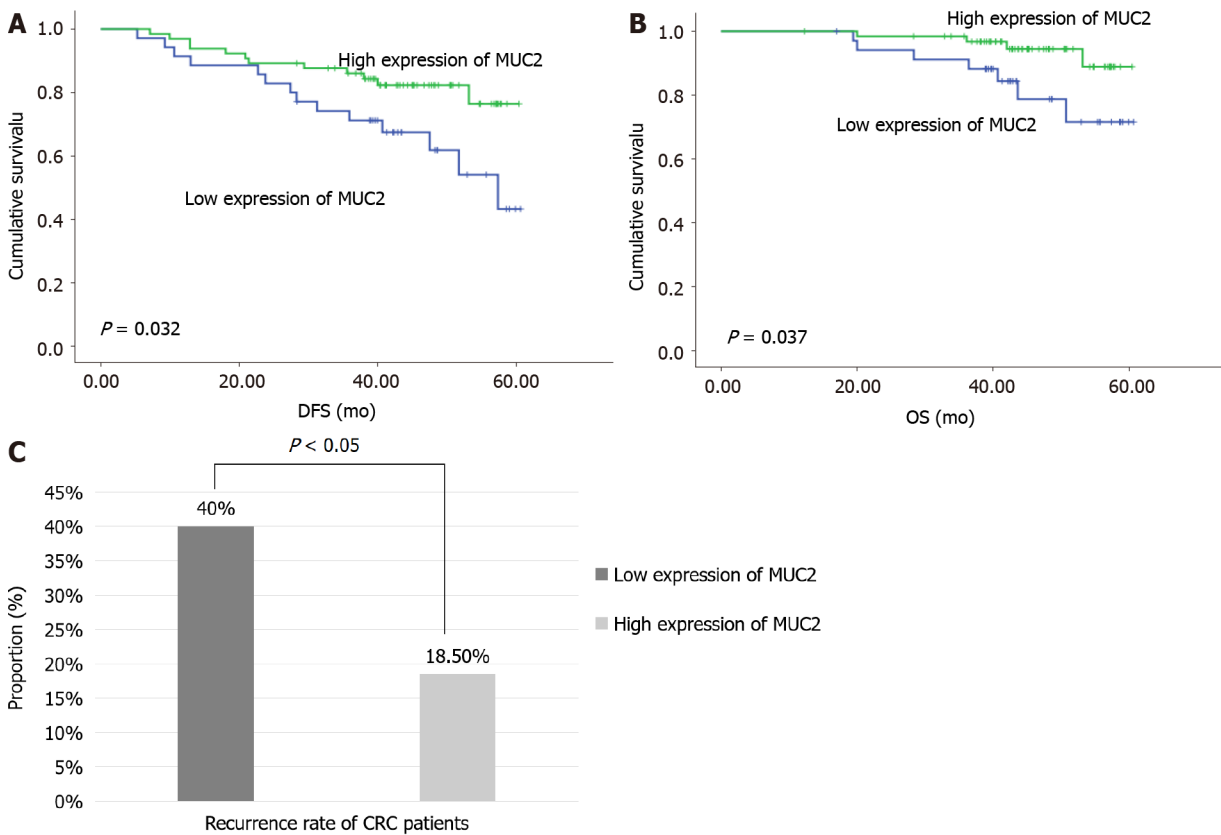 A
1.0
0.8
0.6
0.4
0.2
0.0
Cumulative survivalu
High expression of MUC2
Low expression of MUC2
P = 0.032
0.00 20.00 40.00 60.00
DFS (mo)
B
1.0
0.8
0.6
0.4
0.2
0.0
Cumulative survivalu
High expression of MUC2
Low expression of MUC2
P = 0.037
0.00 20.00 40.00 60.00
OS (mo)
C
P < 0.05
45%
40%
35%
30%
25%
20%
15%
10%
5%
0%
Proportion (%)
40%
18.50%
Recurrence rate of CRC patients
Low expression of MUC2
High expression of MUC2